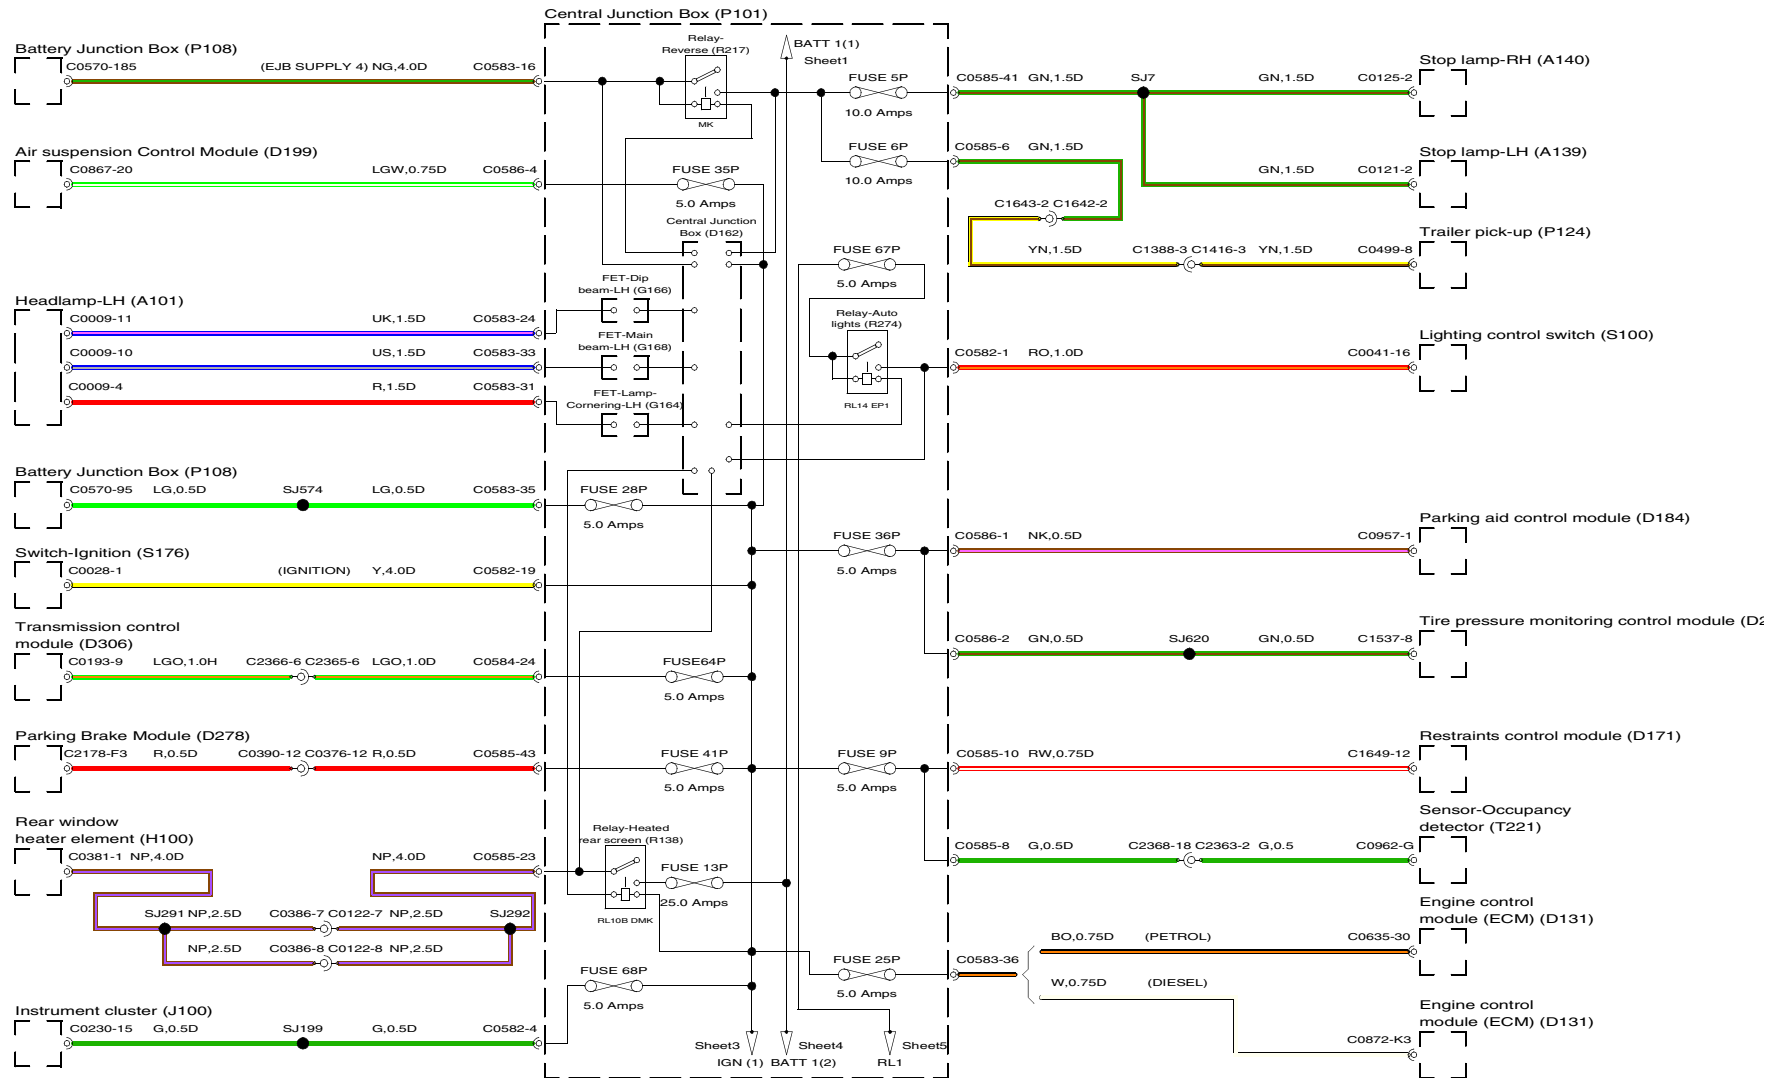 Central Junction Box (P101)
Battery Junction Box (P108)
C0570-185 (EJB SUPPLY 4) NG,4.0D C0583-16
Relay-
Reverse (R217)
MK
BATT 1(1)
Sheet1
FUSE 5P
10.0 Amps
C0585-41 GN,1.5D SJ7 GN,1.5D C0125-2
Stop lamp-RH (A140)
Air suspension Control Module (D199)
C0867-20 LGW,0.75D C0586-4
FUSE 35P
5.0 Amps
FUSE 6P
10.0 Amps
C0585-6 GN,1.5D
Stop lamp-LH (A139)
GN,1.5D C0121-2
C1643-2 C1642-2
Central Junction
Box (D162)
Trailer pick-up (P124)
YN,1.5D C1388-3 C1416-3 YN,1.5D C0499-8
FUSE 67P
5.0 Amps
Headlamp-LH (A101)
C0009-11 UK,1.5D C0583-24
FET-Dip
beam-LH (G166)
C0009-10 US,1.5D C0583-33
FET-Main
beam-LH (G168)
C0009-4 R,1.5D C0583-31
FET-Lamp-
Cornering-LH (G164)
Relay-Auto
lights (R274)
RL14 EP1
Lighting control switch (S100)
C0582-1 RO,1.0D C0041-16
Battery Junction Box (P108)
C0570-95 LG,0.5D SJ574 LG,0.5D C0583-35
FUSE 28P
5.0 Amps
Parking aid control module (D184)
FUSE 36P
5.0 Amps
C0586-1 NK,0.5D C0957-1
Switch-Ignition (S176)
C0028-1 (IGNITION) Y,4.0D C0582-19
Transmission control
module (D306)
C0193-9 LGO,1.0H C2366-6 C2365-6 LGO,1.0D C0584-24
FUSE64P
5.0 Amps
Tire pressure monitoring control module (D2
C0586-2 GN,0.5D SJ620 GN,0.5D C1537-8
Parking Brake Module (D278)
C2178-F3 R,0.5D C0390-12 C0376-12 R,0.5D C0585-43
FUSE 41P
5.0 Amps
FUSE 9P
5.0 Amps
Restraints control module (D171)
C0585-10 RW,0.75D C1649-12
Sensor-Occupancy
detector (T221)
C0585-8 G,0.5D C2368-18 C2363-2 G,0.5 C0962-G
Rear window
heater element (H100)
C0381-1 NP,4.0D NP,4.0D C0585-23
SJ291 NP,2.5D C0386-7 C0122-7 NP,2.5D SJ292
NP,2.5D C0386-8 C0122-8 NP,2.5D
Relay-Heated
rear screen (R138)
RL10B DMK
FUSE 13P
25.0 Amps
Engine control
module (ECM) (D131)
BO,0.75D (PETROL) C0635-30
C0583-36
W,0.75D (DIESEL)
FUSE 68P
5.0 Amps
FUSE 25P
5.0 Amps
Instrument cluster (J100)
C0230-15 G,0.5D SJ199 G,0.5D C0582-4
Engine control
module (ECM) (D131)
C0872-K3
Sheet3 Sheet4 Sheet5
IGN (1) BATT 1(2) RL1